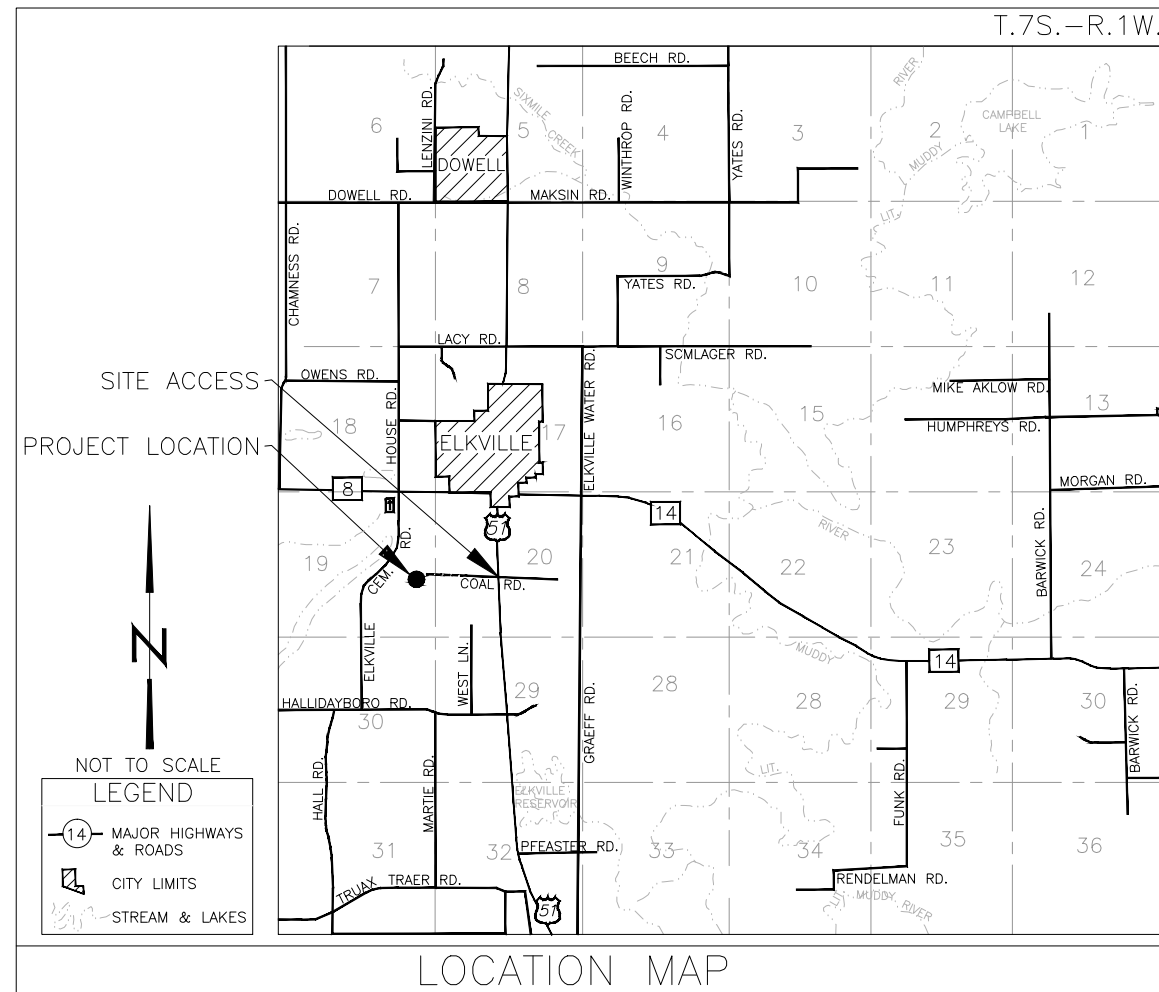 T.7S.-R.1W.
BEECH RD.
RIVER
LENZINI RD.
SIXMILE CREEK
WINTHROP RD.
YATES RD.
CAMPBELL LAKE
6
5
4
3
2
1
MUDDY
DOWELL
DOWELL RD.
MAKSIN RD.
LIT.
CHAMNESS RD.
7
8
9
YATES RD.
10
11
12
LACY RD.
SCMLAGER RD.
SITE ACCESS
OWENS RD.
MIKE AKLOW RD.
HOUSE RD.
ELKVILLE WATER RD.
18
17
16
15
13
HUMPHREYS RD.
PROJECT LOCATION
ELKVILLE
8
MORGAN RD.
14
51
RIVER
RD.
19
20
21
22
23
24
BARWICK RD.
CEM.
COAL RD.
ELKVILLE
WEST LN.
MUDDY
14
29
28
28
29
30
HALLIDAYBORO RD.
30
GRAEFF RD.
BARWICK RD.
N
NOT TO SCALE
LEGEND
14
MAJOR HIGHWAYS
& ROADS
CITY LIMITS
STREAM & LAKES
HALL RD.
MARTIE RD.
ELKVILLE
RESERVOIR
LIT.
FUNK RD.
31
32
PFEASTER RD.
33
34
35
36
TRUAX TRAER RD.
RENDELMAN RD.
51
LIT. MUDDY RIVER
LOCATION MAP